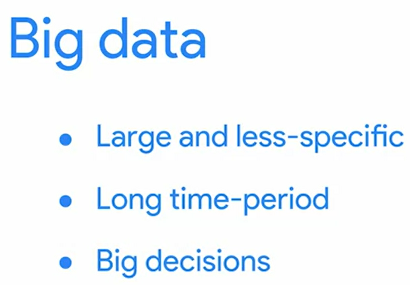 Big data
• Large and less-specific
• Long time-period
• Big decisions